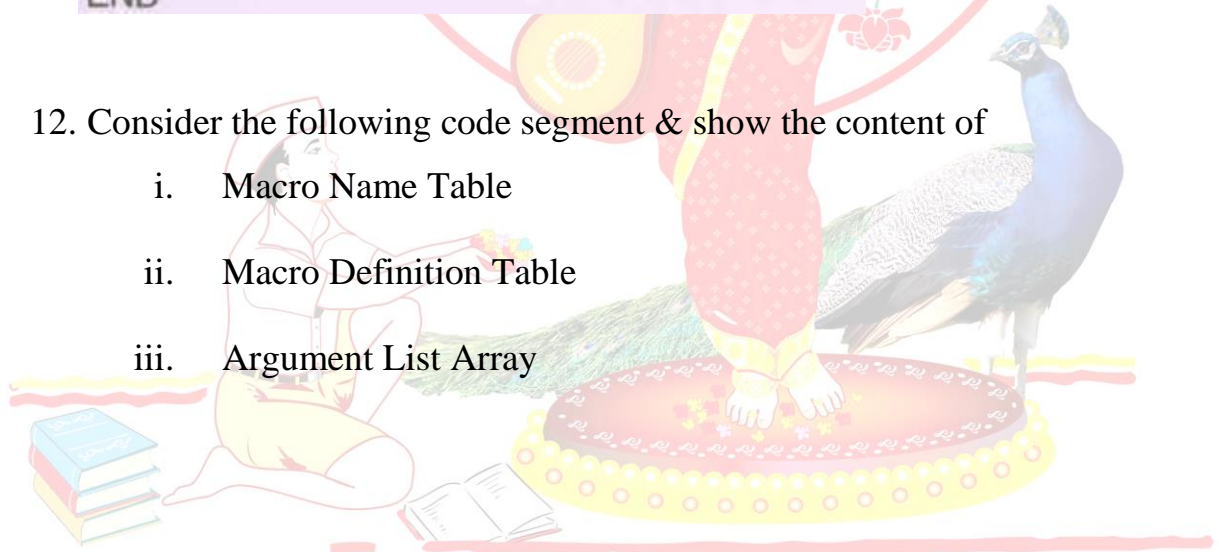 END
12. Consider the following code segment & show the content of
i. Macro Name Table
ii. Macro Definition Table
iii. Argument List Array